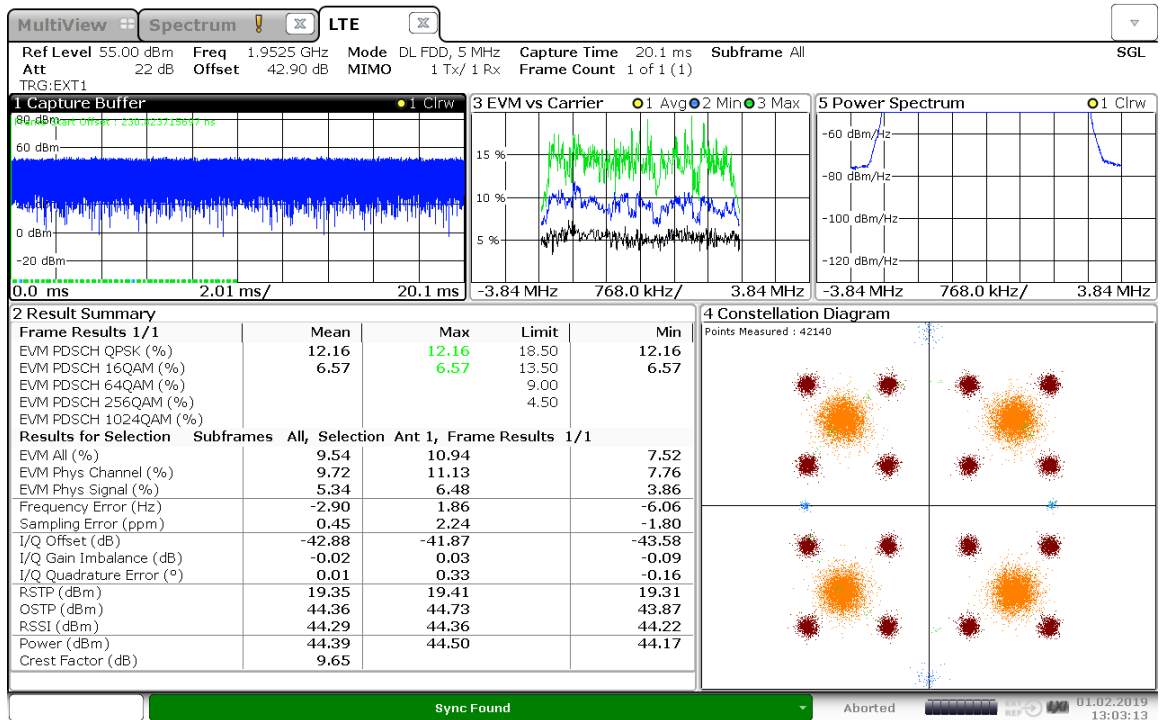 MultiView Spectrum LTE
Ref Level 55.00 dBm Freq 1.9525 GHz Mode DL FDD, 5 MHz Capture Time 20.1 ms Subframe All SGL
Att 22 dB Offset 42.90 dB MIMO 1 Tx/ 1 Rx Frame Count 1 of 1 (1)
TRG:EXT1
1 Capture Buffer 1 Clrw
80 dBm
60 dBm
0 dBm
-20 dBm
0.0 ms 2.01 ms/ 20.1 ms
3 EVM vs Carrier 1 Avg 2 Min 3 Max
15 %
10 %
5 %
-3.84 MHz 768.0 kHz/ 3.84 MHz
5 Power Spectrum 1 Clrw
-60 dBm/Hz
-80 dBm/Hz
-100 dBm/Hz
-120 dBm/Hz
-3.84 MHz 768.0 kHz/ 3.84 MHz
2 Result Summary
Frame Results 1/1 Mean Max Limit Min
EVM PDSCH QPSK (%) 12.16 12.16 18.50 12.16
EVM PDSCH 16QAM (%) 6.57 6.57 13.50 6.57
EVM PDSCH 64QAM (%) 9.00
EVM PDSCH 256QAM (%) 4.50
EVM PDSCH 1024QAM (%)
Results for Selection Subframes All, Selection Ant 1, Frame Results 1/1
EVM All (%) 9.54 10.94 7.52
EVM Phys Channel (%) 9.72 11.13 7.76
EVM Phys Signal (%) 5.34 6.48 3.86
Frequency Error (Hz) -2.90 1.86 -6.06
Sampling Error (ppm) 0.45 2.24 -1.80
I/Q Offset (dB) -42.88 -41.87 -43.58
I/Q Gain Imbalance (dB) -0.02 0.03 -0.09
I/Q Quadrature Error (°) 0.01 0.33 -0.16
RSTP (dBm) 19.35 19.41 19.31
OSTP (dBm) 44.36 44.73 43.87
RSSI (dBm) 44.29 44.36 44.22
Power (dBm) 44.39 44.50 44.17
Crest Factor (dB) 9.65
4 Constellation Diagram
Points Measured : 42140
Sync Found
Aborted
01.02.2019
13:03:13